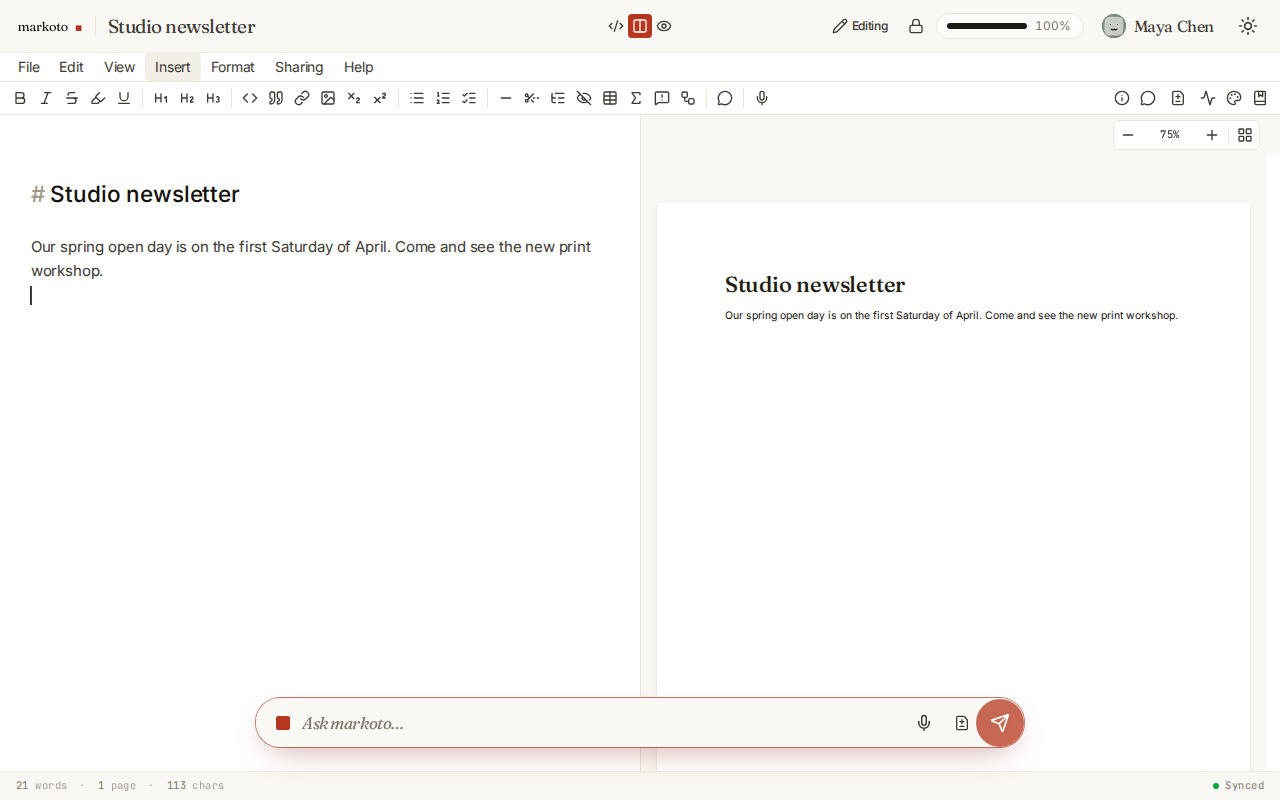 markoto
Studio newsletter
Editing
100%
Maya Chen
File Edit View Insert Format Sharing Help
H1 H2 H3
75%
# Studio newsletter
Our spring open day is on the first Saturday of April. Come and see the new print
workshop.
Studio newsletter
Our spring open day is on the first Saturday of April. Come and see the new print workshop.
Ask markoto...
21 words · 1 page · 113 chars
Synced